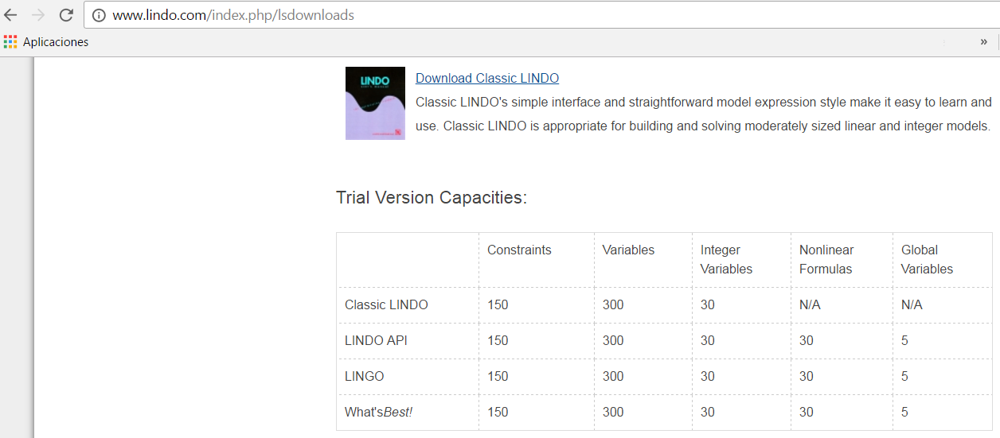 www.lindo.com/index.php/lsdownloads
Aplicaciones
»
LINDO
Download Classic LINDO
Classic LINDO's simple interface and straightforward model expression style make it easy to learn and
use. Classic LINDO is appropriate for building and solving moderately sized linear and integer models.
Trial Version Capacities:
Constraints Variables Integer Variables Nonlinear Formulas Global Variables
Classic LINDO 150 300 30 N/A N/A
LINDO API 150 300 30 30 5
LINGO 150 300 30 30 5
What'sBest! 150 300 30 30 5